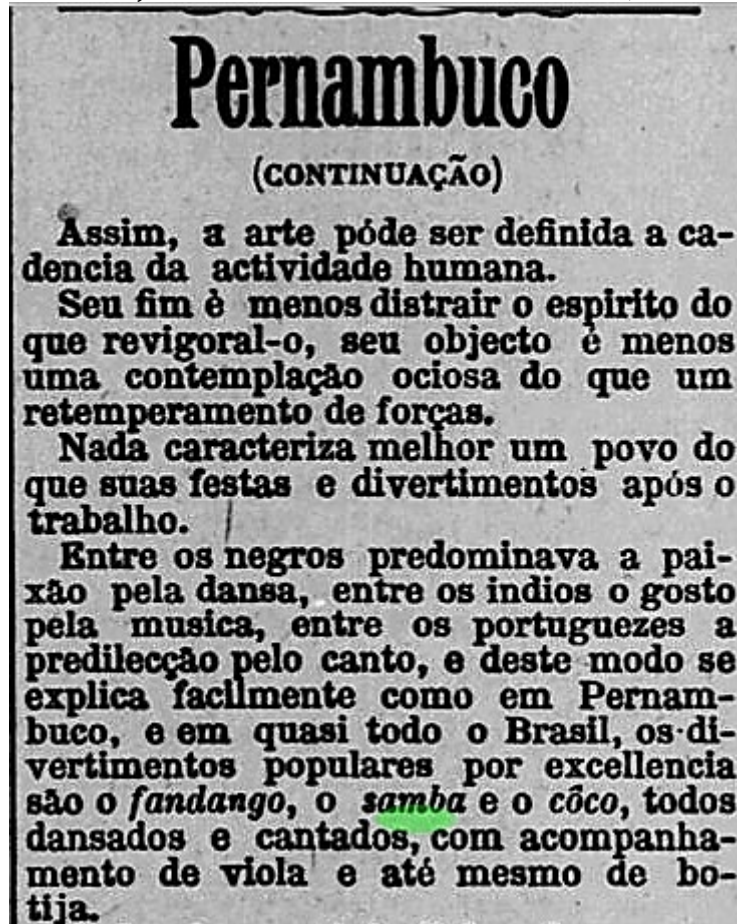 Pernambuco
(CONTINUAÇÃO)
Assim, a arte póde ser definida a ca-
dencia da actividade humana.
Seu fim è menos distrair o espirito do
que revigoral-o, seu objecto è menos
uma contemplação ociosa do que um
retemperamento de forças.
Nada caracteriza melhor um povo do
que suas festas e divertimentos após o
trabalho.
Entre os negros predominava a pai-
xão pela dansa, entre os indios o gosto
pela musica, entre os portuguezes a
predilecção pelo canto, e deste modo se
explica facilmente como em Pernam-
buco, e em quasi todo o Brasil, os di-
vertimentos populares por excellencia
são o fandango, o samba e o côco, todos
dansados e cantados, com acompanha-
mento de viola e até mesmo de bo-
tija.